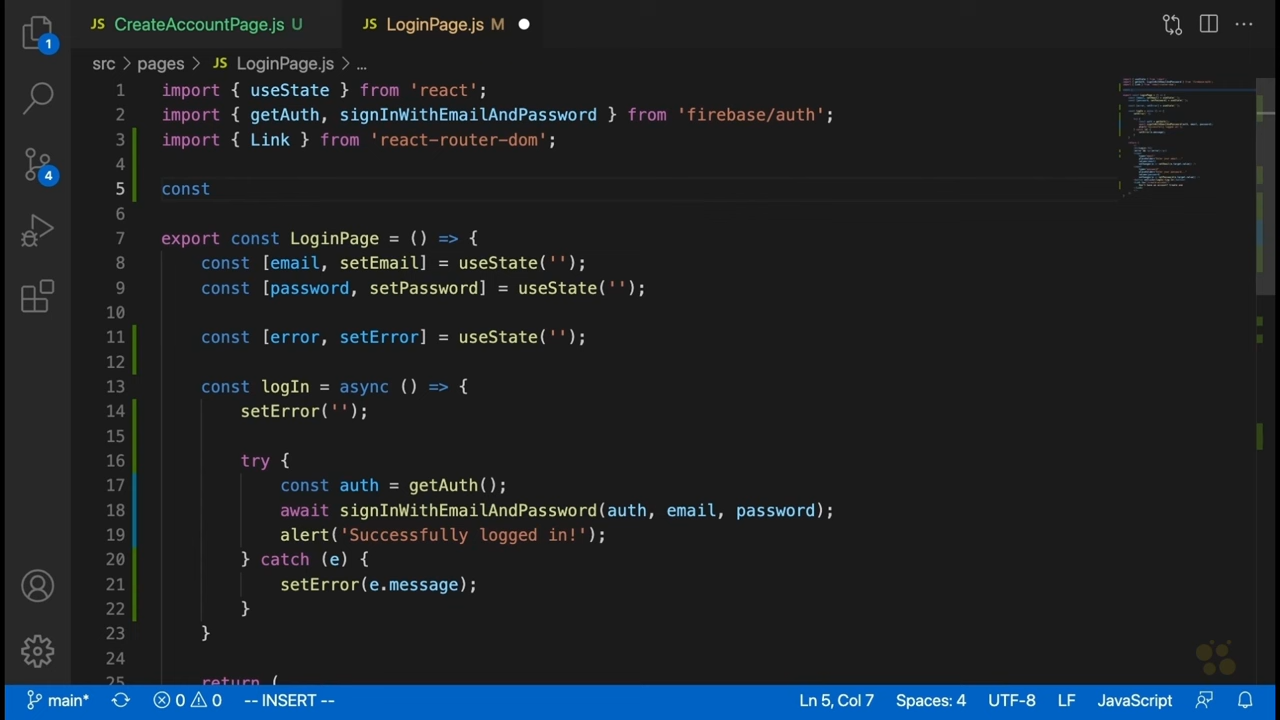 JS CreateAccountPage.js U
JS LoginPage.js M
1
src > pages > JS LoginPage.js > ...
1 import { useState } from 'react';
2 import { getAuth, signInWithEmailAndPassword } from 'firebase/auth';
3 import { Link } from 'react-router-dom';
4
5 const
6
7 export const LoginPage = () => {
8 const [email, setEmail] = useState('');
9 const [password, setPassword] = useState('');
10
11 const [error, setError] = useState('');
12
13 const logIn = async () => {
14 setError('');
15
16 try {
17 const auth = getAuth();
18 await signInWithEmailAndPassword(auth, email, password);
19 alert('Successfully logged in!');
20 } catch (e) {
21 setError(e.message);
22 }
23 }
24
25 return (
4
main* 0 0 -- INSERT -- Ln 5, Col 7 Spaces: 4 UTF-8 LF JavaScript